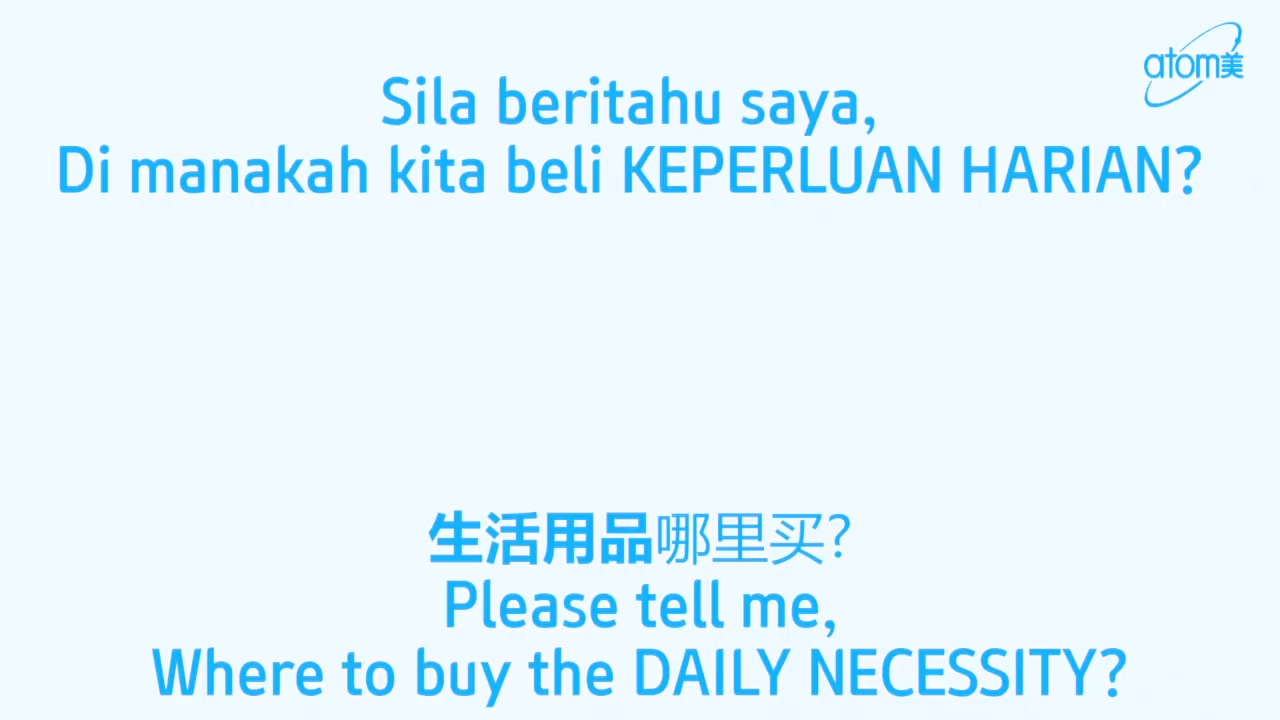 atom美
Sila beritahu saya,
Di manakah kita beli KEPERLUAN HARIAN?
生活用品哪里买?
Please tell me,
Where to buy the DAILY NECESSITY?